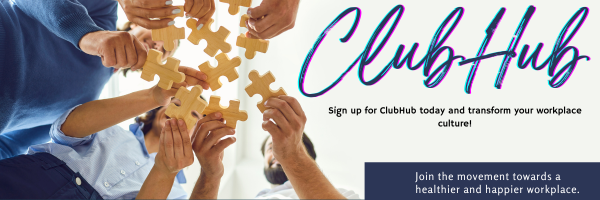 ClubHub
Sign up for ClubHub today and transform your workplace
culture!
Join the movement towards a
healthier and happier workplace.